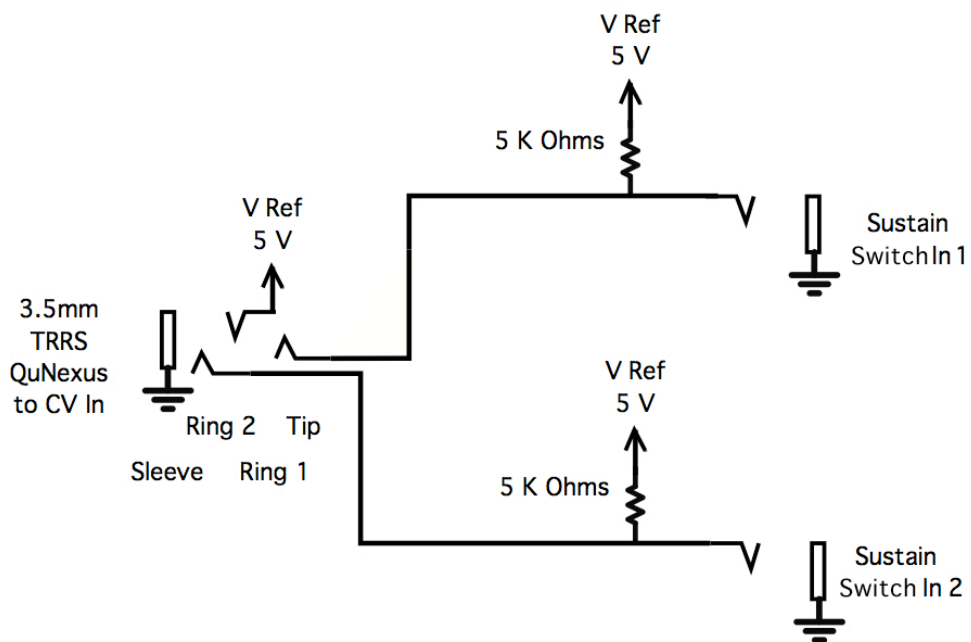 V Ref
5 V
5 K Ohms
Sustain
Switch In 1
V Ref
5 V
3.5mm
TRRS
QuNexus
to CV In
Ring 2 Tip
Sleeve Ring 1
V Ref
5 V
5 K Ohms
Sustain
Switch In 2